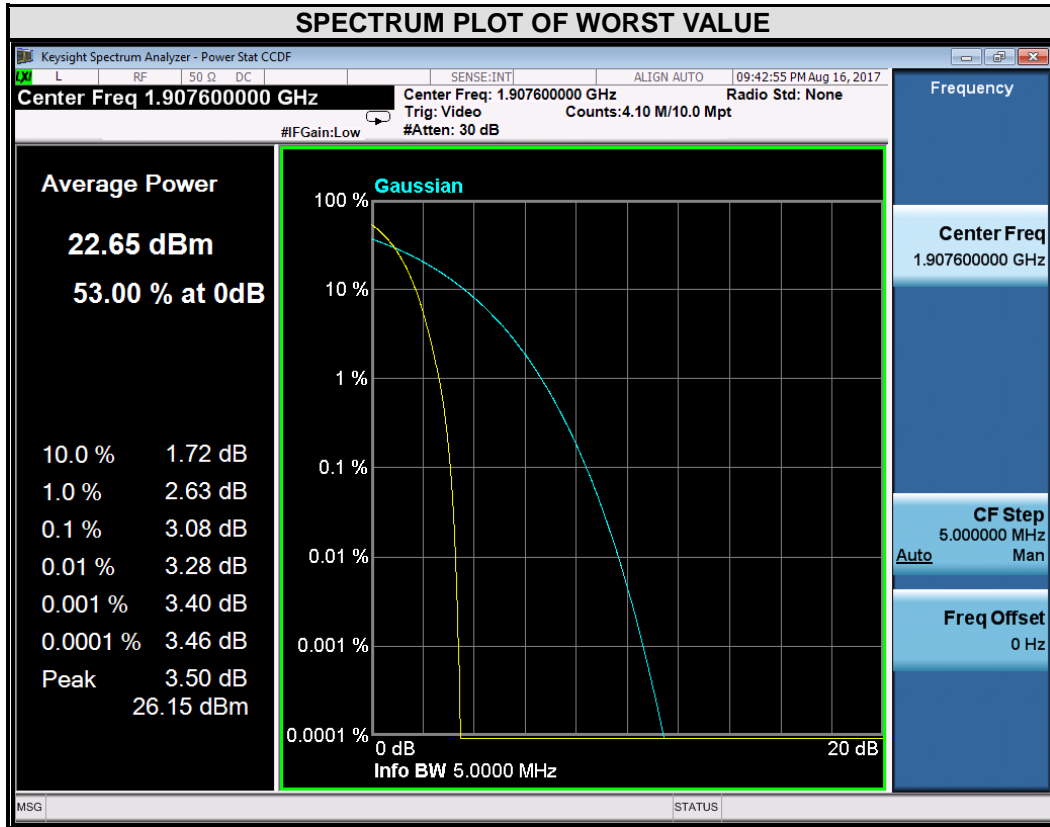 SPECTRUM PLOT OF WORST VALUE
Keysight Spectrum Analyzer - Power Stat CCDF
LXI L RF 50 Ω DC SENSE:INT ALIGN AUTO 09:42:55 PM Aug 16, 2017
Center Freq 1.907600000 GHz
Center Freq: 1.907600000 GHz Radio Std: None
Trig: Video Counts:4.10 M/10.0 Mpt
#IFGain:Low #Atten: 30 dB
Average Power
22.65 dBm
53.00 % at 0dB
10.0 % 1.72 dB
1.0 % 2.63 dB
0.1 % 3.08 dB
0.01 % 3.28 dB
0.001 % 3.40 dB
0.0001 % 3.46 dB
Peak 3.50 dB
26.15 dBm
Gaussian
100 %
10 %
1 %
0.1 %
0.01 %
0.001 %
0.0001 %
0 dB 20 dB
Info BW 5.0000 MHz
Frequency
Center Freq
1.907600000 GHz
CF Step
5.000000 MHz
Auto Man
Freq Offset
0 Hz
MSG STATUS